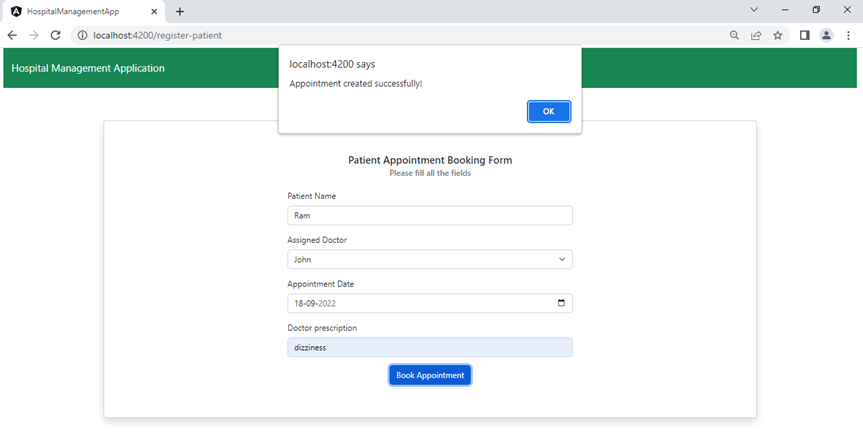 HospitalManagementApp
localhost:4200/register-patient
Hospital Management Application
localhost:4200 says
Appointment created successfully!
OK
Patient Appointment Booking Form
Please fill all the fields
Patient Name
Ram
Assigned Doctor
John
Appointment Date
18-09-2022
Doctor prescription
dizziness
Book Appointment